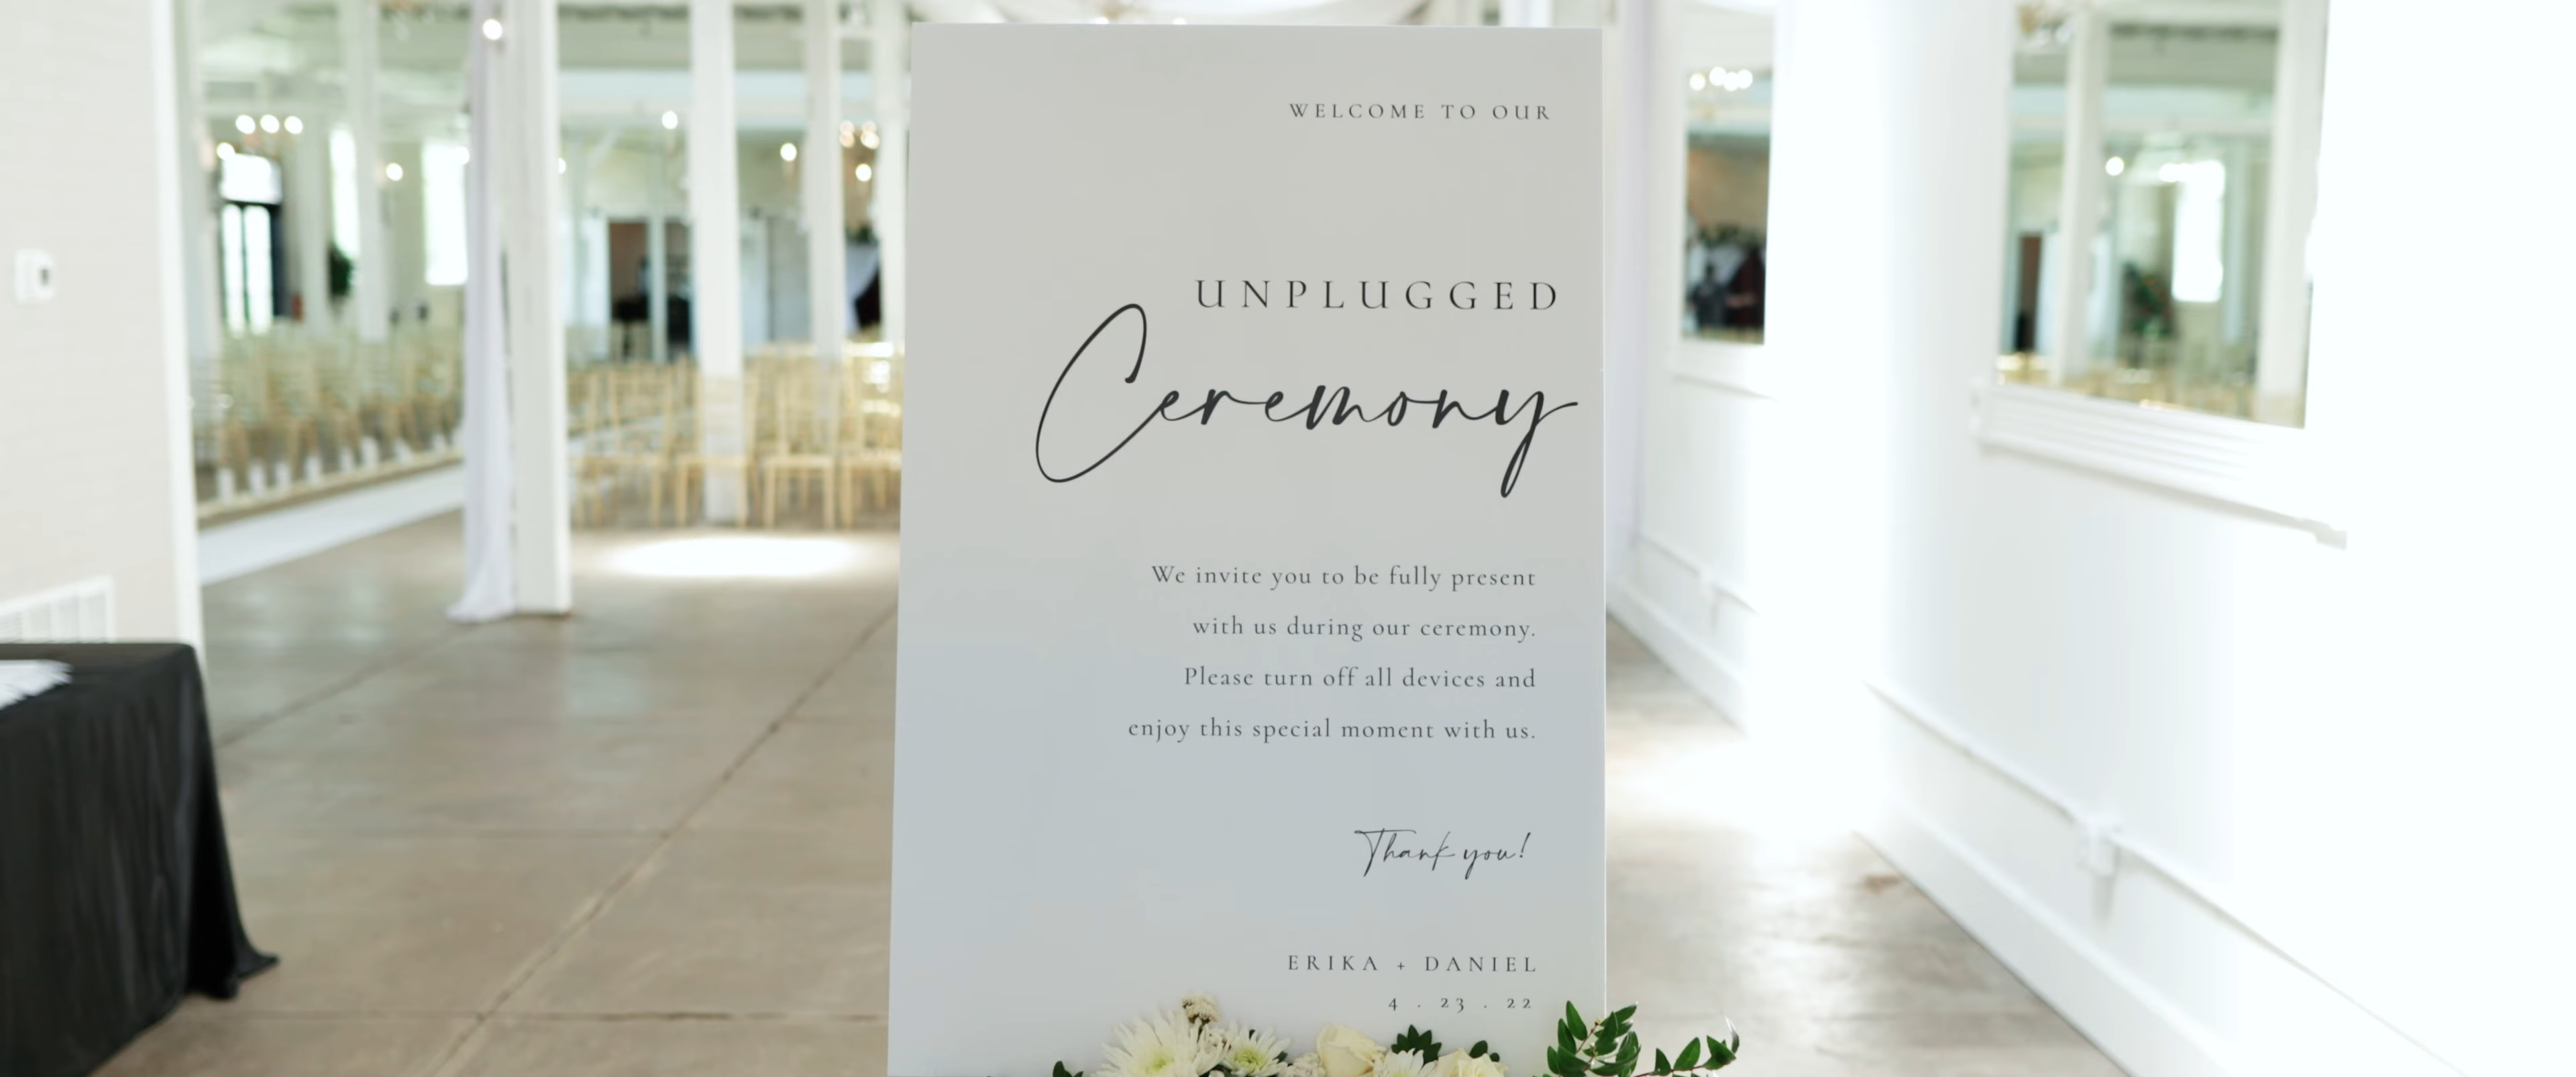 WELCOME TO OUR
UNPLUGGED
Ceremony
We invite you to be fully present
with us during our ceremony.
Please turn off all devices and
enjoy this special moment with us.
Thank you!
ERIKA + DANIEL
4 . 23 . 22